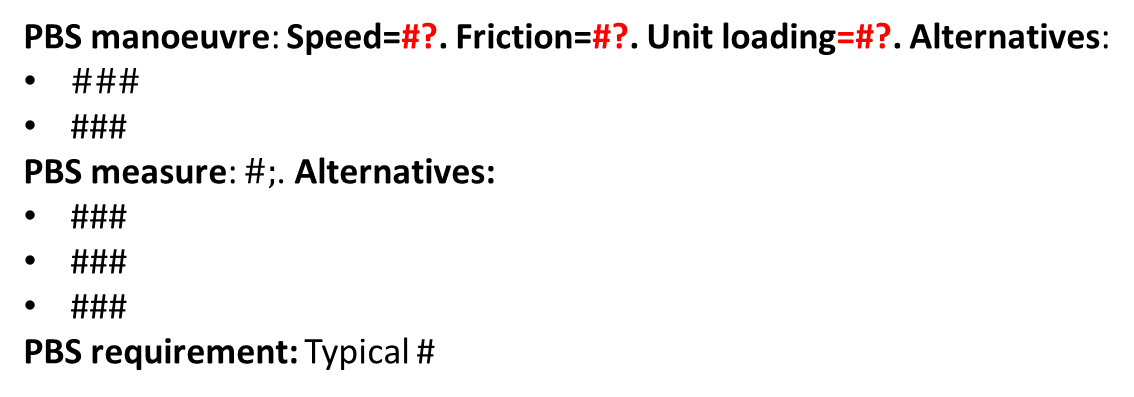 PBS manoeuvre: Speed=#?. Friction=#?. Unit loading=#?. Alternatives:
• ###
• ###
PBS measure: #;. Alternatives:
• ###
• ###
• ###
PBS requirement: Typical #